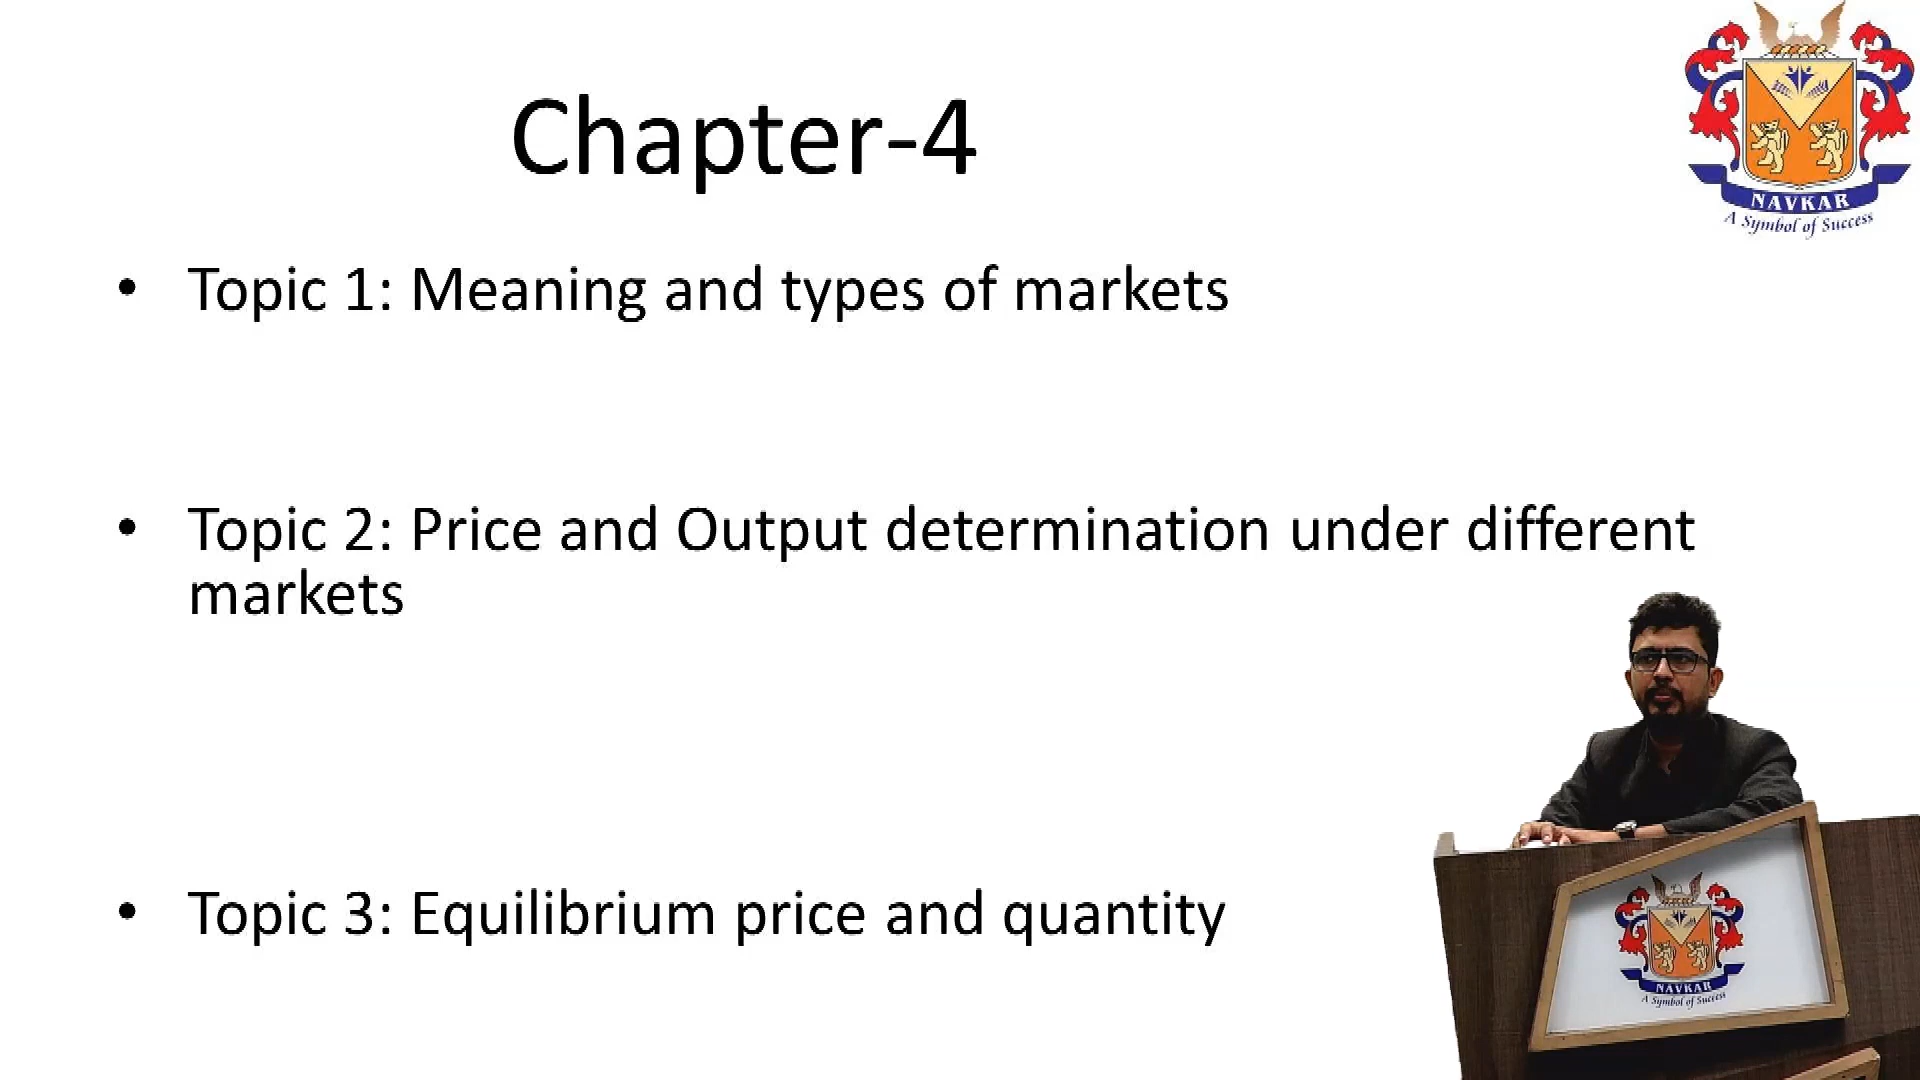 Chapter-4
NAVKAR
A Symbol of Success
• Topic 1: Meaning and types of markets
• Topic 2: Price and Output determination under different
markets
• Topic 3: Equilibrium price and quantity
NAVKAR
A Symbol of Success